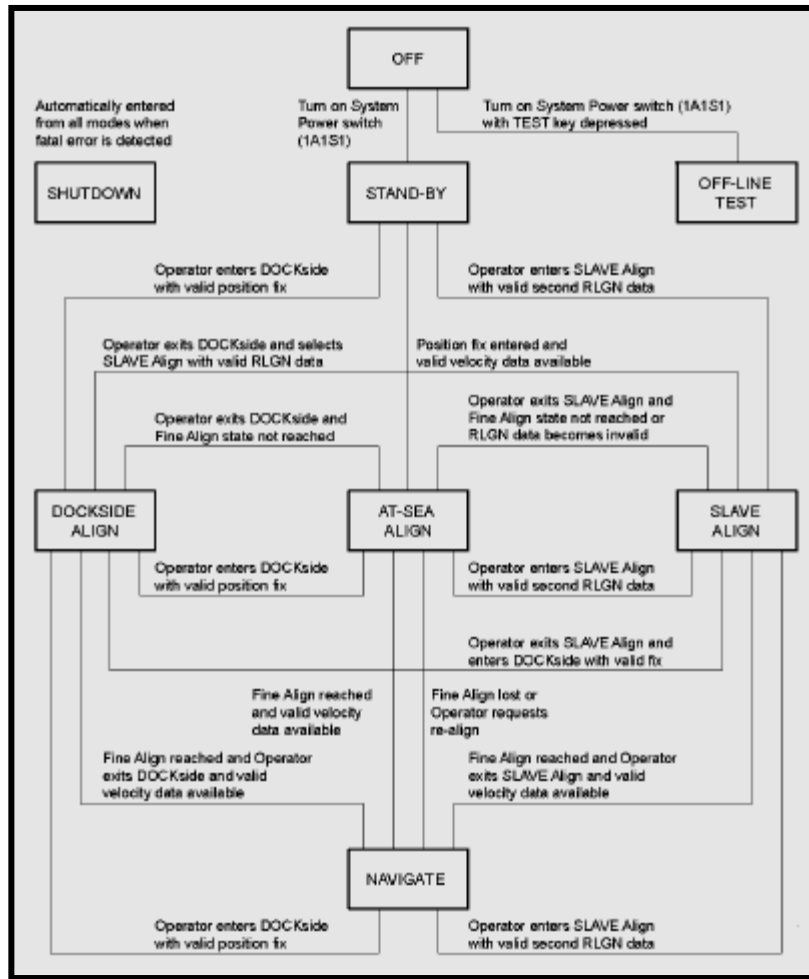 OFF
Automatically entered
from all modes when
fatal error is detected
Turn on System
Power switch
(1A1S1)
Turn on System Power switch (1A1S1)
with TEST key depressed
SHUTDOWN
STAND-BY
OFF-LINE
TEST
Operator enters DOCKside
with valid position fix
Operator enters SLAVE Align
with valid second RLGN data
Operator exits DOCKside and selects
SLAVE Align with valid RLGN data
Position fix entered and
valid velocity data available
Operator exits DOCKside and
Fine Align state not reached
Operator exits SLAVE Align and
Fine Align state not reached or
RLGN data becomes invalid
DOCKSIDE
ALIGN
AT-SEA
ALIGN
SLAVE
ALIGN
Operator enters DOCKside
with valid position fix
Operator enters SLAVE Align
with valid second RLGN data
Operator exits SLAVE Align and
enters DOCKside with valid fix
Fine Align reached
and valid velocity
data available
Fine Align lost or
Operator requests
re-align
Fine Align reached and Operator
exits DOCKside and valid
velocity data available
Fine Align reached and Operator
exits SLAVE Align and valid
velocity data available
NAVIGATE
Operator enters DOCKside
with valid position fix
Operator enters SLAVE Align
with valid second RLGN data